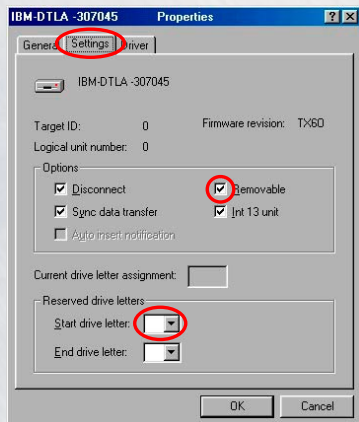 IBM-DTLA -307045 Properties
General Settings Driver
IBM-DTLA -307045
Target ID: 0 Firmware revision: TX60
Logical unit number: 0
Options
Disconnect Removable
Sync data transfer Int 13 unit
Auto insert notification
Current drive letter assignment:
Reserved drive letters
Start drive letter:
End drive letter:
OK Cancel